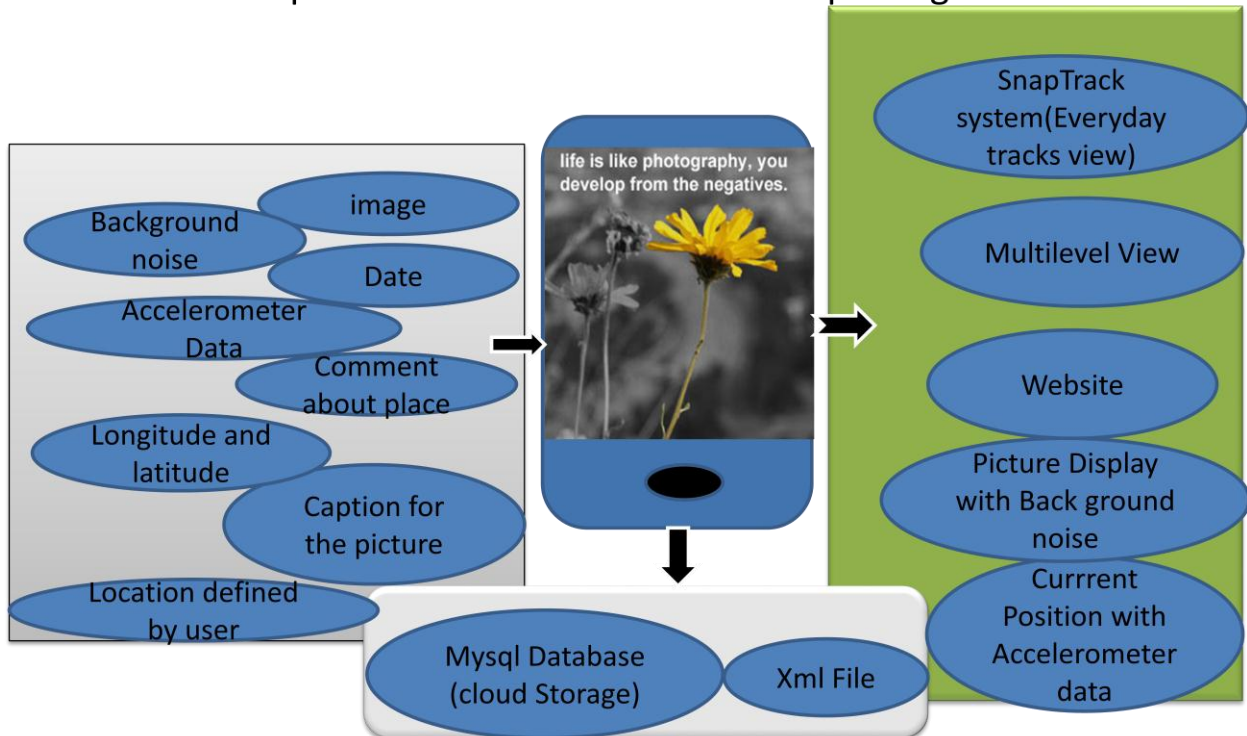 image
Background
noise
Date
Accelerometer
Data
Comment
about place
Longitude and
latitude
Caption for
the picture
Location defined
by user
life is like photography, you
develop from the negatives.
Mysql Database
(cloud Storage)
Xml File
SnapTrack
system(Everyday
tracks view)
Multilevel View
Website
Picture Display
with Back ground
noise
Currrent
Position with
Accelerometer
data